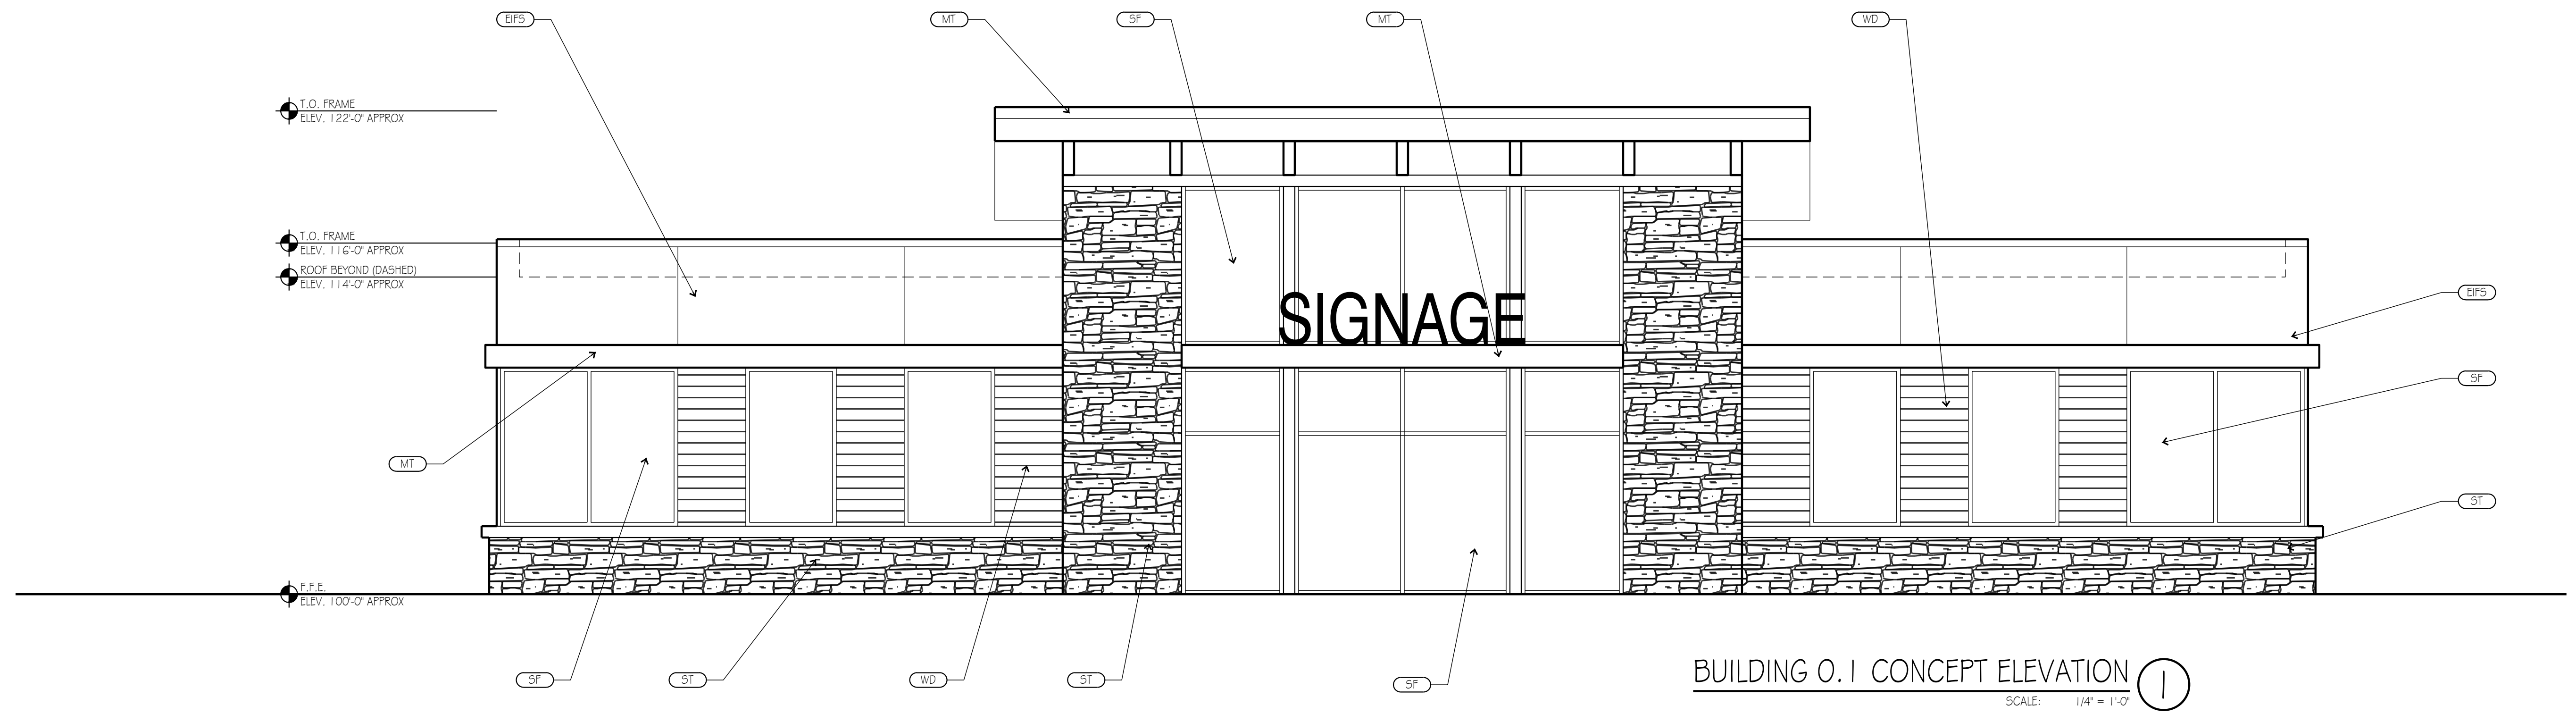 EIFS
MT
SF
MT
WD
T.O. FRAME
ELEV. 122'-0" APPROX
T.O. FRAME
ELEV. 116'-0" APPROX
ROOF BEYOND (DASHED)
ELEV. 114'-0" APPROX
EIFS
SIGNAGE
SF
MT
ST
F.F.E.
ELEV. 100'-0" APPROX
SF
ST
WD
ST
SF
BUILDING O.1 CONCEPT ELEVATION
1
SCALE: 1/4" = 1'-0"